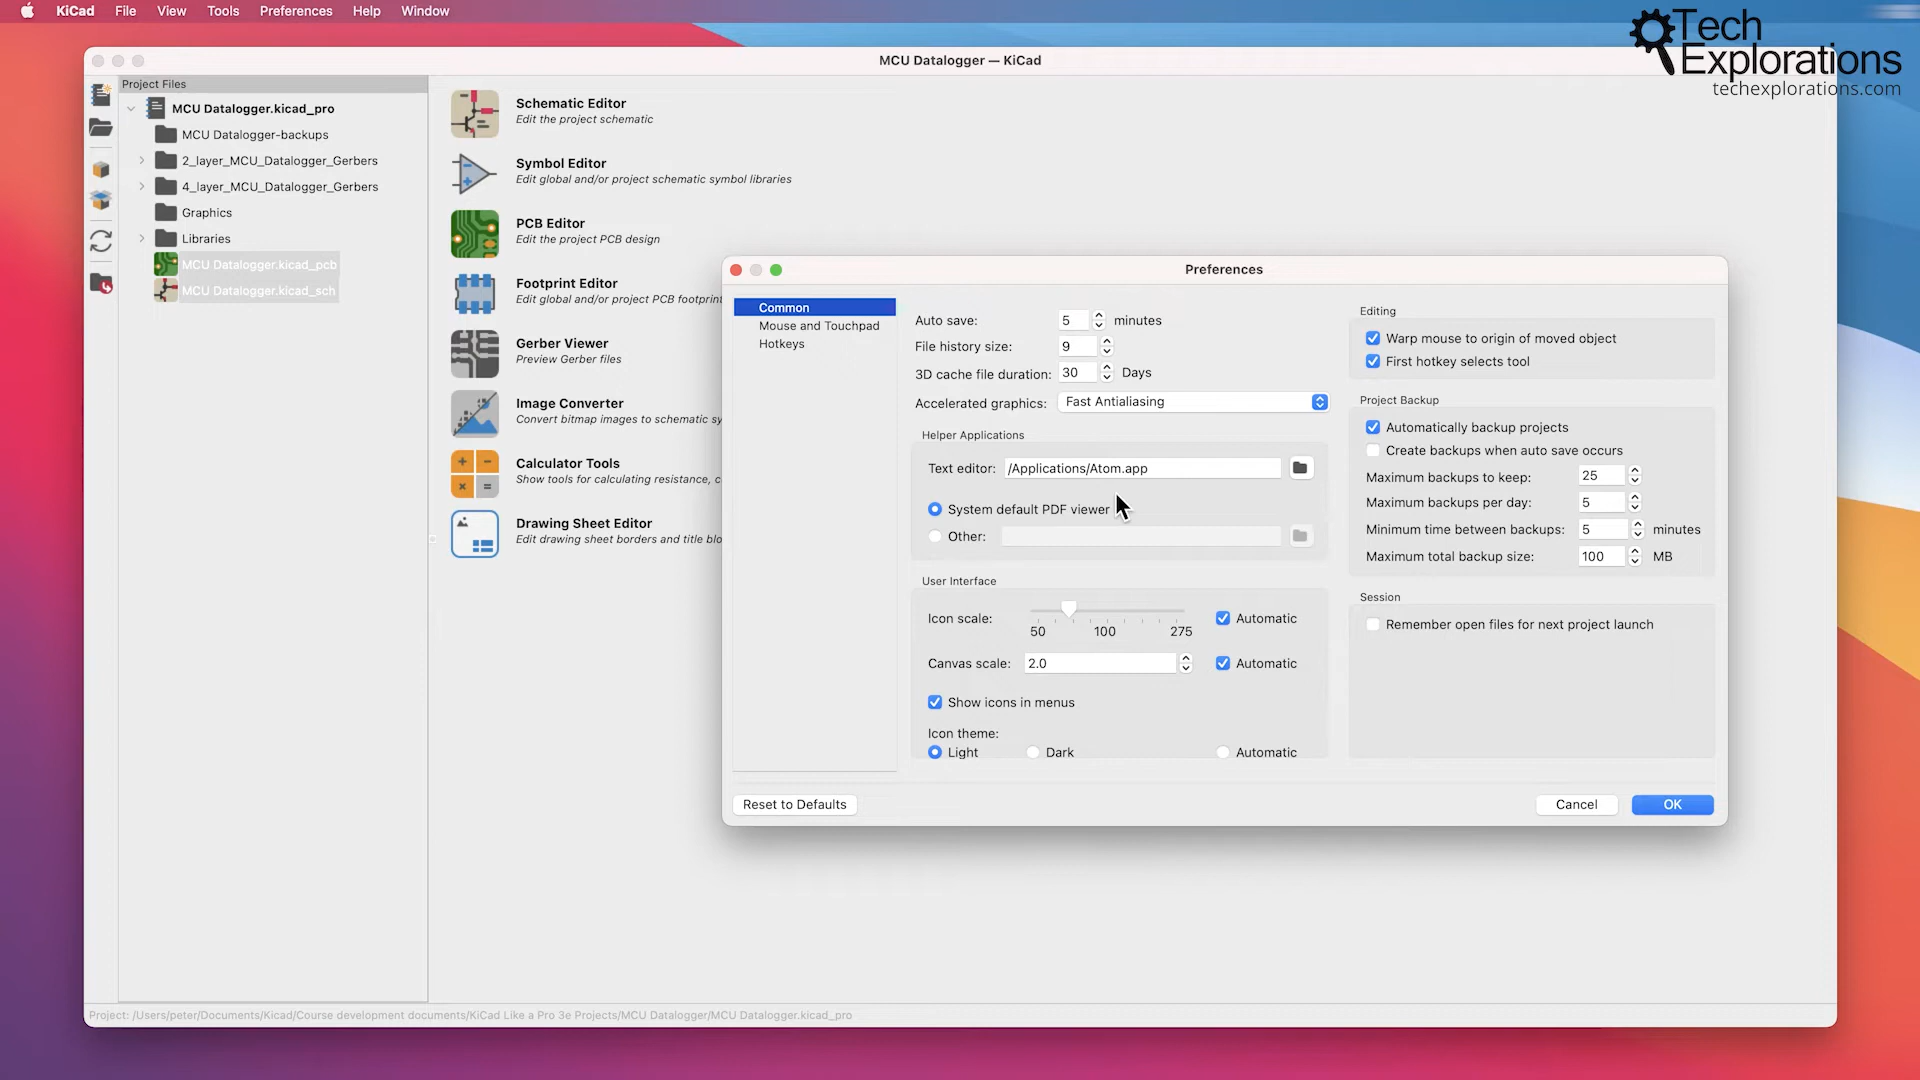 KiCad File View Tools Preferences Help Window
Tech
Explorations
techexplorations.com
MCU Datalogger — KiCad
Project Files
MCU Datalogger.kicad_pro
MCU Datalogger-backups
2_layer_MCU_Datalogger_Gerbers
4_layer_MCU_Datalogger_Gerbers
Graphics
Libraries
MCU Datalogger.kicad_pcb
MCU Datalogger.kicad_sch
Schematic Editor
Edit the project schematic
Symbol Editor
Edit global and/or project schematic symbol libraries
PCB Editor
Edit the project PCB design
Footprint Editor
Edit global and/or project PCB footprint
Gerber Viewer
Preview Gerber files
Image Converter
Convert bitmap images to schematic sy
Calculator Tools
Show tools for calculating resistance, c
Drawing Sheet Editor
Edit drawing sheet borders and title blo
Preferences
Common
Mouse and Touchpad
Hotkeys
Auto save: 5 minutes
File history size: 9
3D cache file duration: 30 Days
Accelerated graphics: Fast Antialiasing
Helper Applications
Text editor: /Applications/Atom.app
System default PDF viewer
Other:
User Interface
Icon scale: Automatic
50 100 275
Canvas scale: 2.0 Automatic
Show icons in menus
Icon theme:
Light Dark Automatic
Editing
Warp mouse to origin of moved object
First hotkey selects tool
Project Backup
Automatically backup projects
Create backups when auto save occurs
Maximum backups to keep: 25
Maximum backups per day: 5
Minimum time between backups: 5 minutes
Maximum total backup size: 100 MB
Session
Remember open files for next project launch
Reset to Defaults Cancel OK
Project: /Users/peter/Documents/Kicad/Course development documents/KiCad Like a Pro 3e Projects/MCU Datalogger/MCU Datalogger.kicad_pro